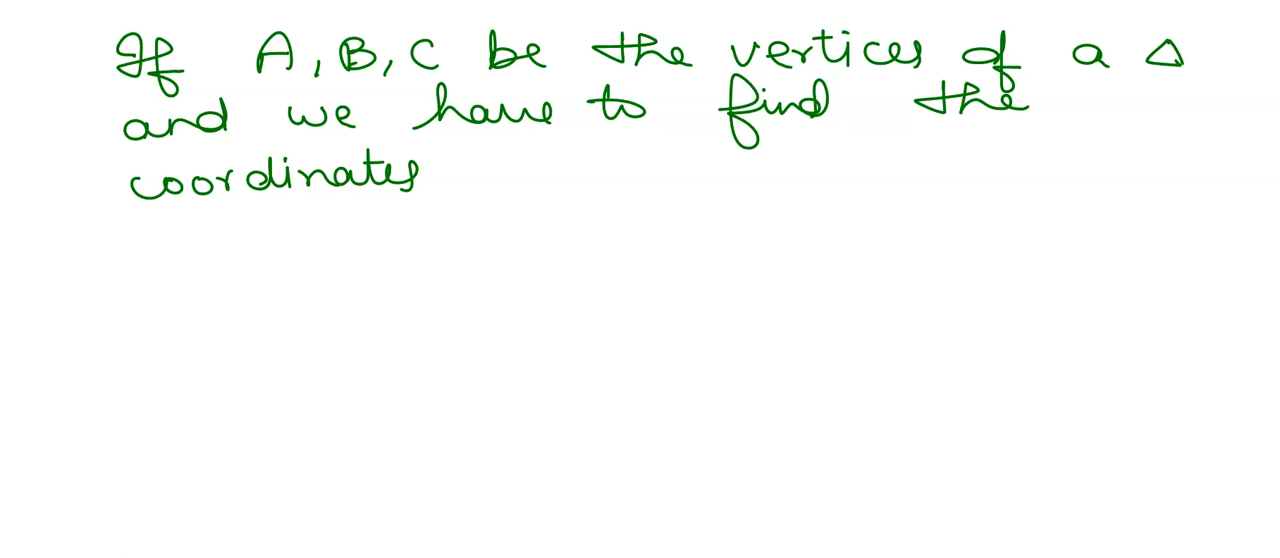 If A, B, C be the vertices of a Δ
and we have to find the
coordinates